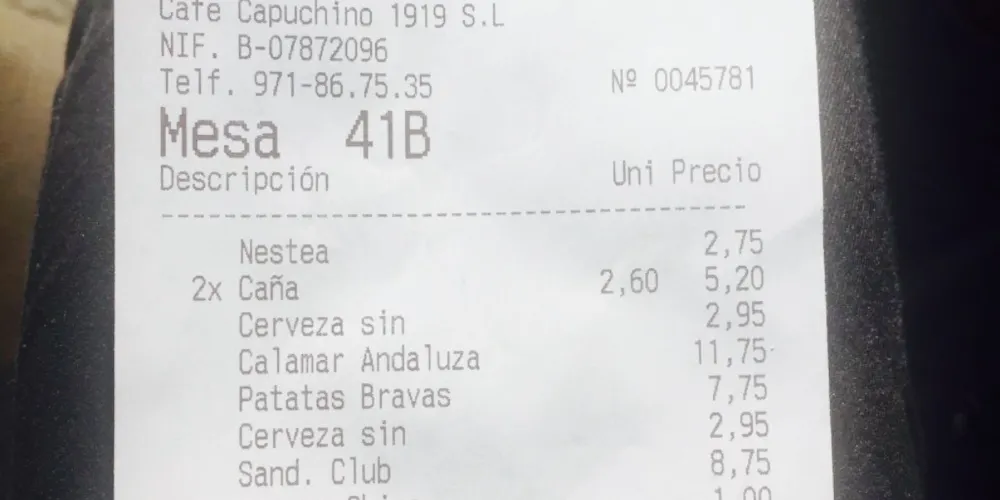 Cafe Capuchino 1919 S.L
NIF. B-07872096
Telf. 971-86.75.35 Nº 0045781
Mesa 41B
Descripción Uni Precio
Nestea 2,75
2x Caña 2,60 5,20
Cerveza sin 2,95
Calamar Andaluza 11,75
Patatas Bravas 7,75
Cerveza sin 2,95
Sand. Club 8,75
1,00